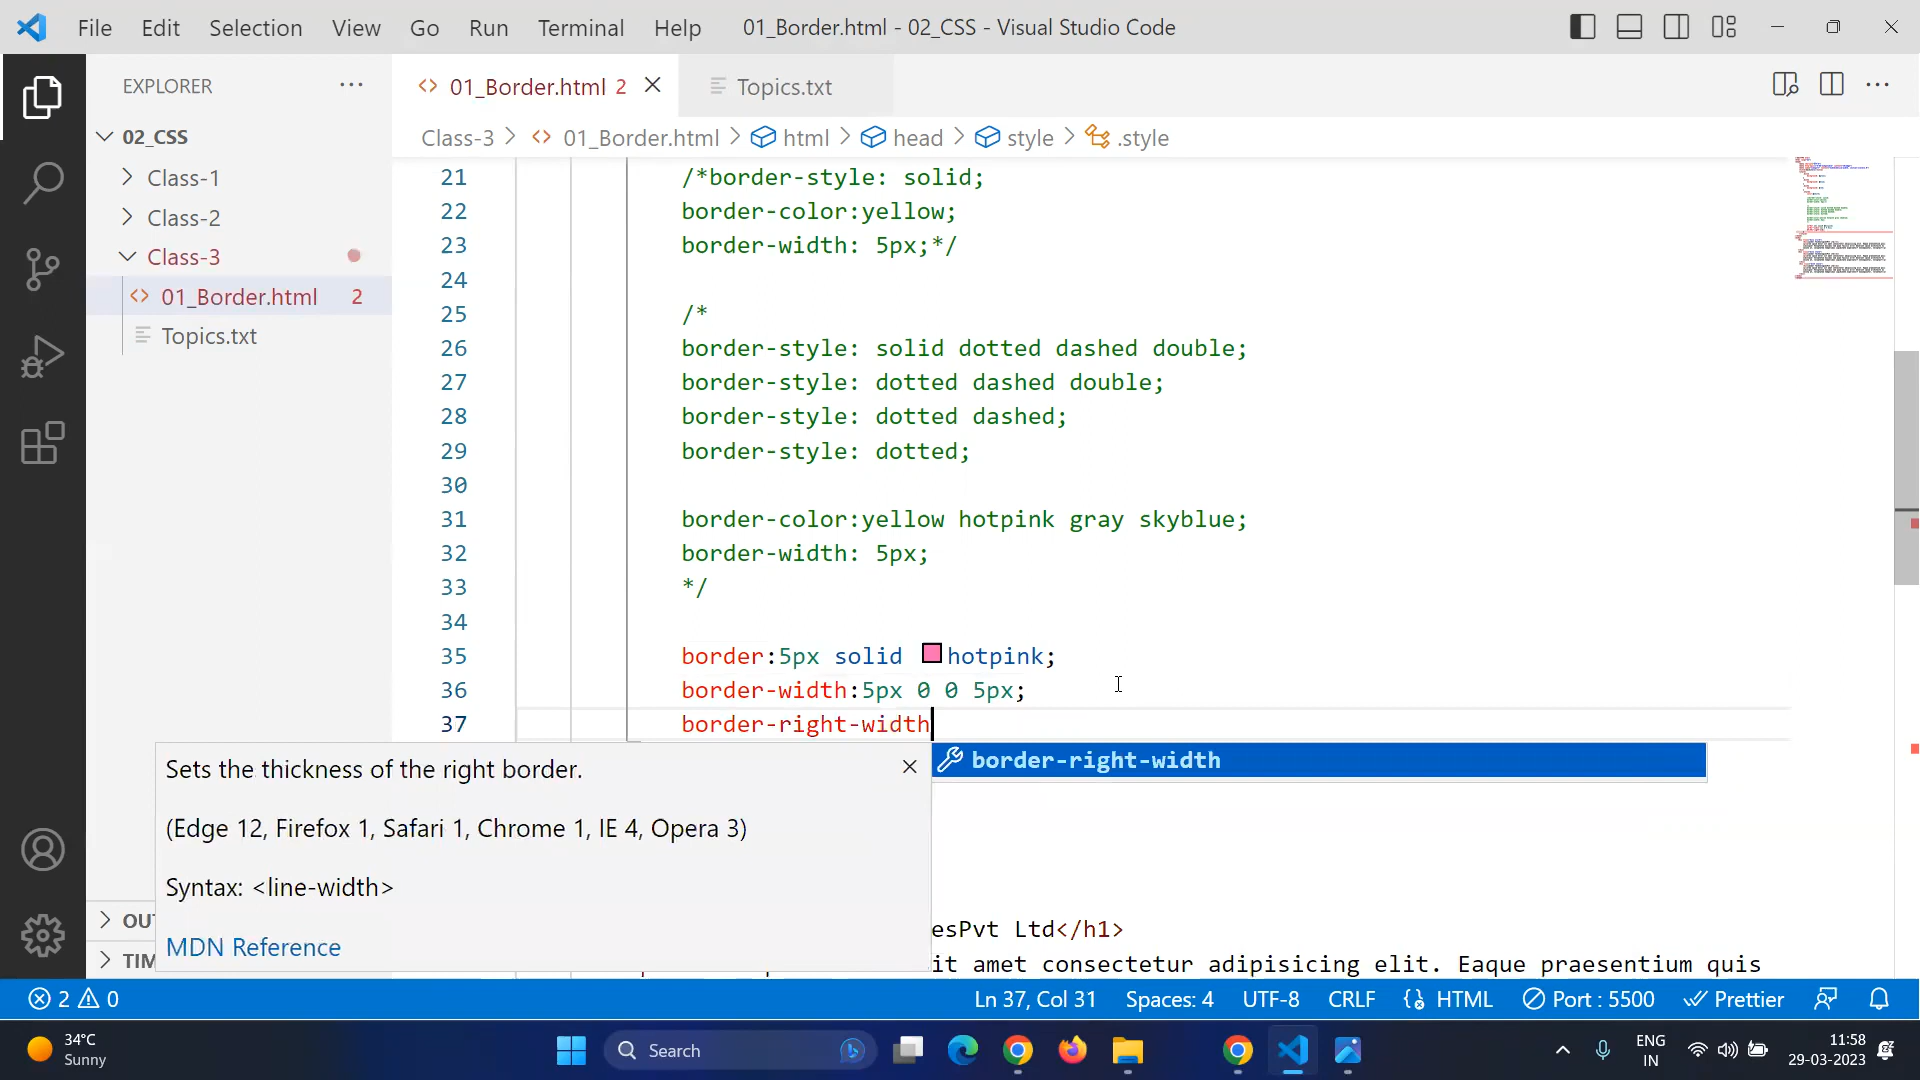 File Edit Selection View Go Run Terminal Help 01_Border.html - 02_CSS - Visual Studio Code
EXPLORER
01_Border.html 2
Topics.txt
02_CSS
Class-3 > 01_Border.html > html > head > style > .style
Class-1
Class-2
Class-3
01_Border.html 2
Topics.txt
21 /*border-style: solid;
22 border-color:yellow;
23 border-width: 5px;*/
24
25 /*
26 border-style: solid dotted dashed double;
27 border-style: dotted dashed double;
28 border-style: dotted dashed;
29 border-style: dotted;
30
31 border-color:yellow hotpink gray skyblue;
32 border-width: 5px;
33 */
34
35 border:5px solid hotpink;
36 border-width:5px 0 0 5px;
37 border-right-width
border-right-width
Sets the thickness of the right border.
(Edge 12, Firefox 1, Safari 1, Chrome 1, IE 4, Opera 3)
Syntax: <line-width>
MDN Reference
OU
TIM
esPvt Ltd</h1>
it amet consectetur adipisicing elit. Eaque praesentium quis
2 0 Ln 37, Col 31 Spaces: 4 UTF-8 CRLF HTML Port : 5500 Prettier
34°C
Sunny
Search
ENG
IN
11:58
29-03-2023